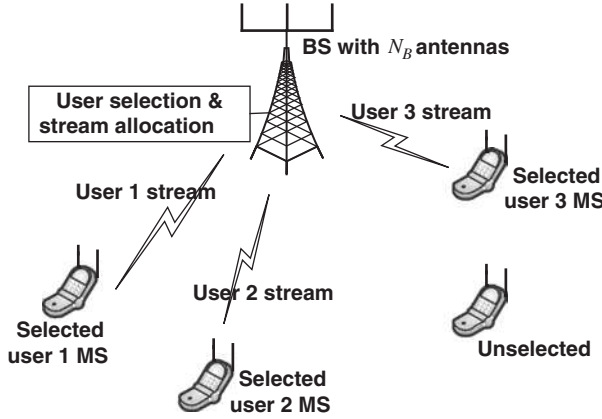 BS with N_B antennas
User selection &
stream allocation
User 3 stream
Selected
user 3 MS
User 1 stream
User 2 stream
Selected
user 1 MS
Unselected
Selected
user 2 MS